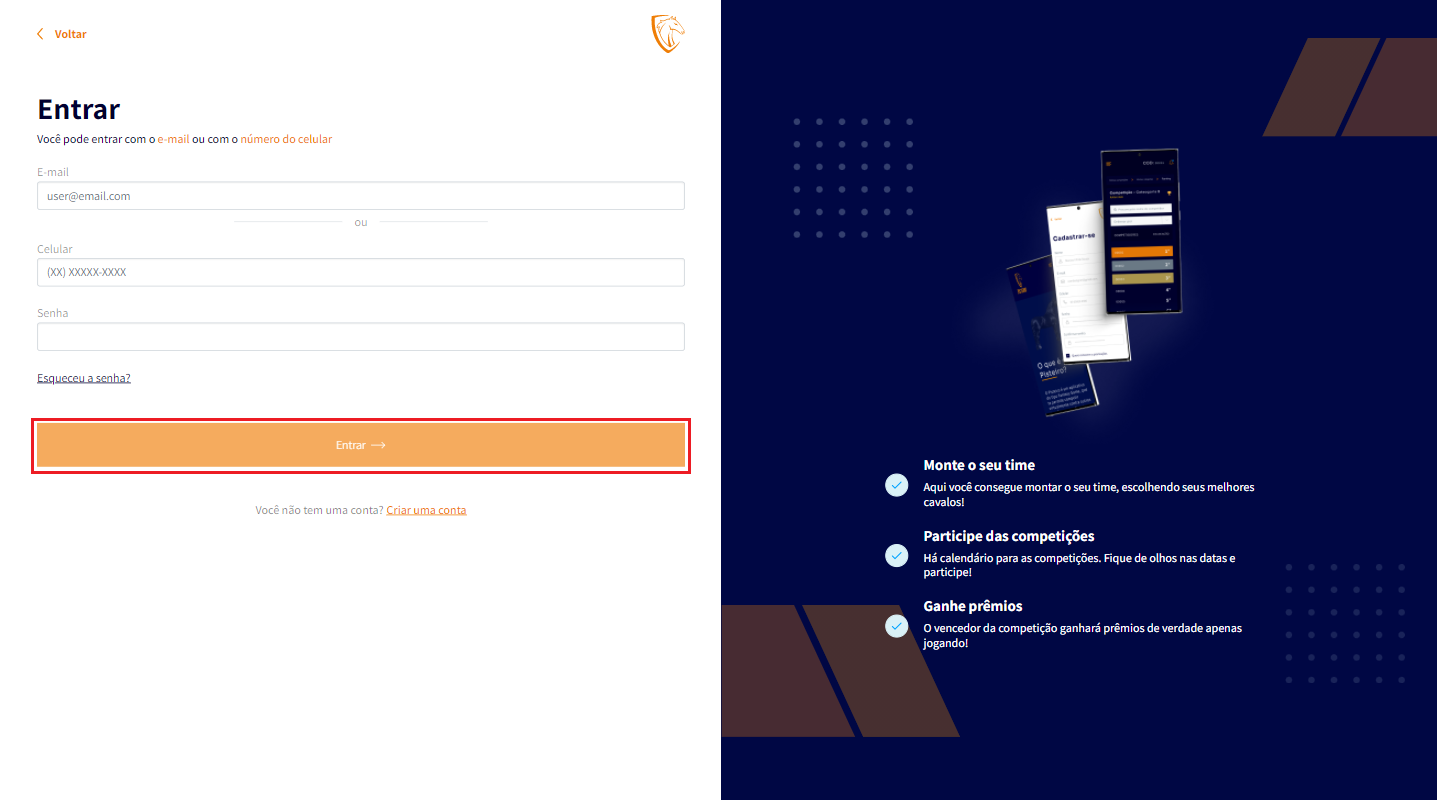 Voltar
Entrar
Você pode entrar com o e-mail ou com o número do celular
E-mail
user@email.com
ou
Celular
(XX) XXXXX-XXXX
Senha
Esqueceu a senha?
Entrar
Você não tem uma conta? Criar uma conta
Cadastrar-se
O que é
Pisteiro?
Monte o seu time
Aqui você consegue montar o seu time, escolhendo seus melhores
cavalos!
Participe das competições
Há calendário para as competições. Fique de olhos nas datas e
participe!
Ganhe prêmios
O vencedor da competição ganhará prêmios de verdade apenas
jogando!